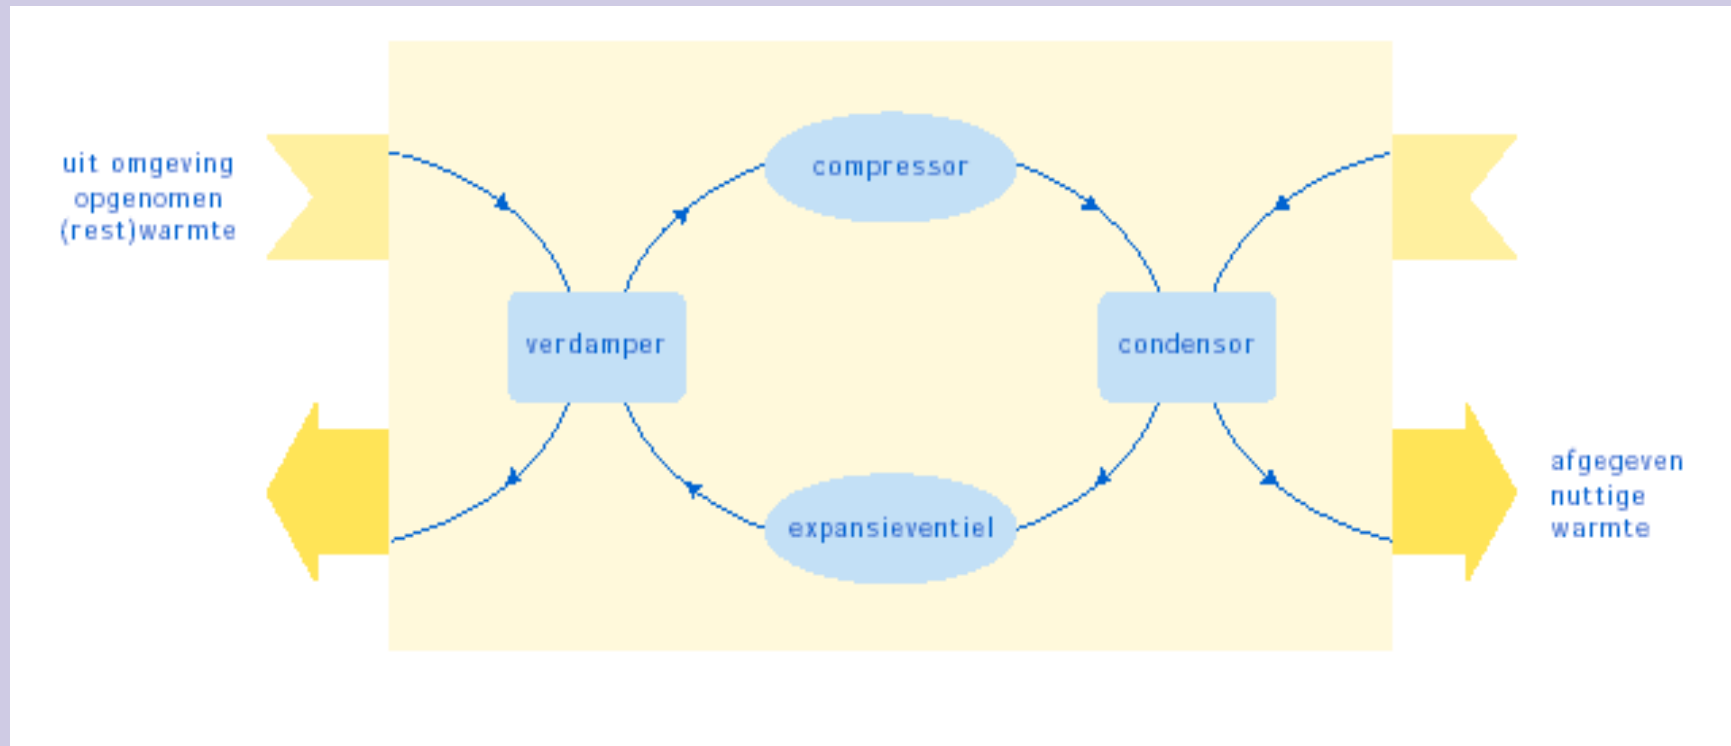 uit omgeving
opgenomen
(rest)warmte
compressor
verdamper
condensor
expansieventiel
afgegeven
nuttige
warmte